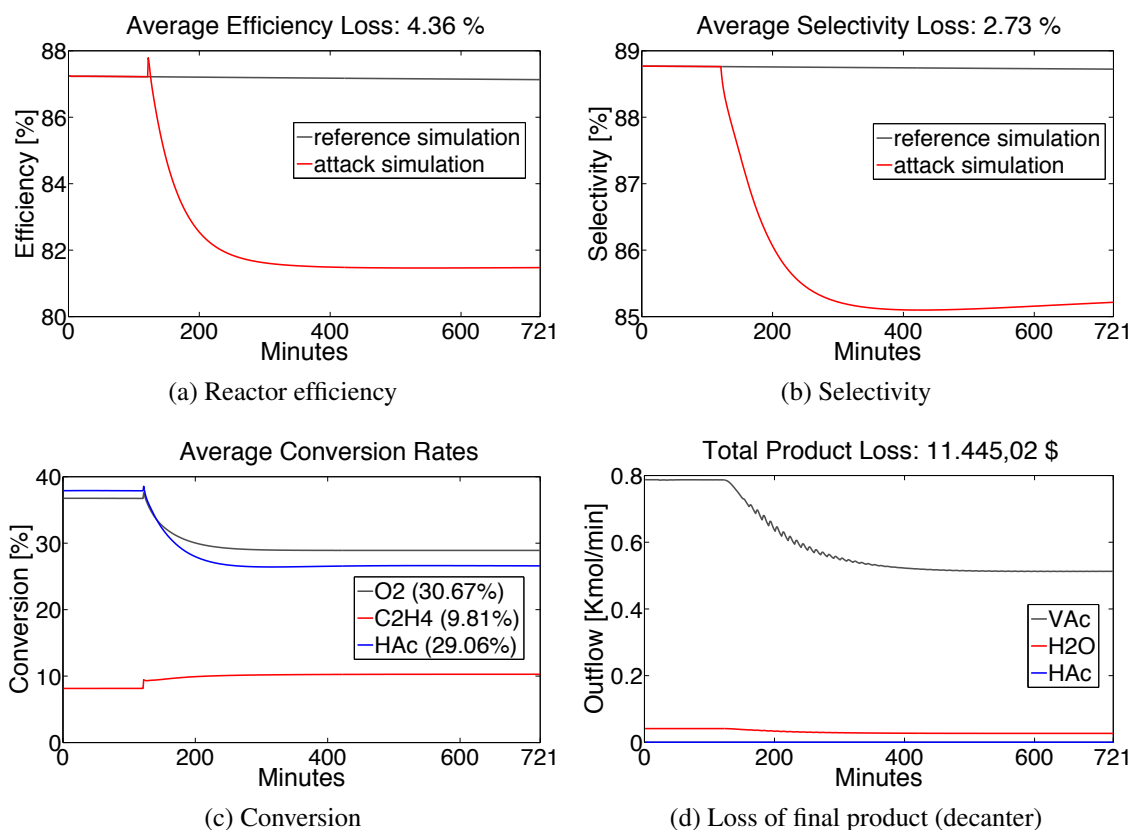 Average Efficiency Loss: 4.36 %
88
86
84
82
80
Efficiency [%]
reference simulation
attack simulation
0 200 400 600 721
Minutes
(a) Reactor efficiency
Average Selectivity Loss: 2.73 %
89
88
87
86
85
Selectivity [%]
reference simulation
attack simulation
0 200 400 600 721
Minutes
(b) Selectivity
Average Conversion Rates
40
30
20
10
0
Conversion [%]
O2 (30.67%)
C2H4 (9.81%)
HAc (29.06%)
0 200 400 600 721
Minutes
(c) Conversion
Total Product Loss: 11.445,02 $
0.8
0.6
0.4
0.2
0
Outflow [Kmol/min]
VAc
H2O
HAc
0 200 400 600 721
Minutes
(d) Loss of final product (decanter)